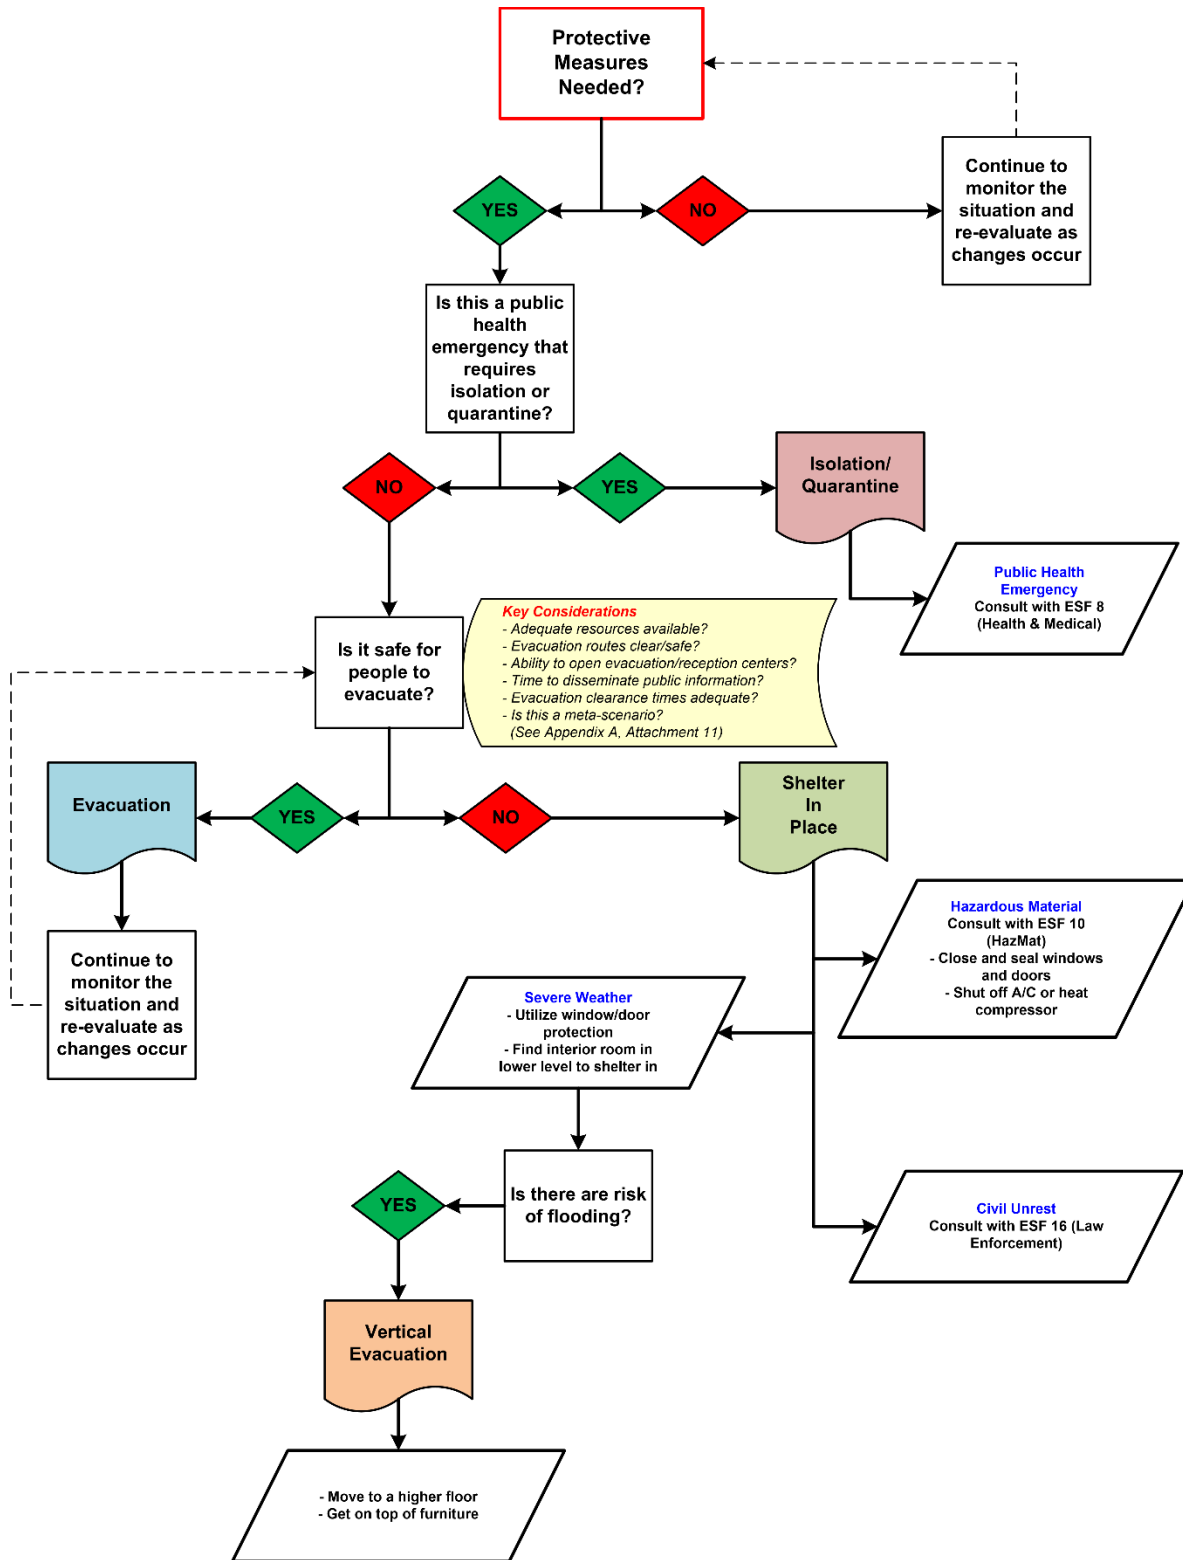 Protective
Measures
Needed?
YES
NO
Continue to
monitor the
situation and
re-evaluate as
changes occur
Is this a public
health
emergency that
requires
isolation or
quarantine?
NO
YES
Isolation/
Quarantine
Public Health
Emergency
Consult with ESF 8
(Health & Medical)
Is it safe for
people to
evacuate?
Key Considerations
- Adequate resources available?
- Evacuation routes clear/safe?
- Ability to open evacuation/reception centers?
- Time to disseminate public information?
- Evacuation clearance times adequate?
- Is this a meta-scenario?
(See Appendix A, Attachment 11)
Evacuation
YES
NO
Shelter
In
Place
Continue to
monitor the
situation and
re-evaluate as
changes occur
Hazardous Material
Consult with ESF 10
(HazMat)
- Close and seal windows
and doors
- Shut off A/C or heat
compressor
Severe Weather
- Utilize window/door
protection
- Find interior room in
lower level to shelter in
Is there are risk
of flooding?
YES
Civil Unrest
Consult with ESF 16 (Law
Enforcement)
Vertical
Evacuation
- Move to a higher floor
- Get on top of furniture